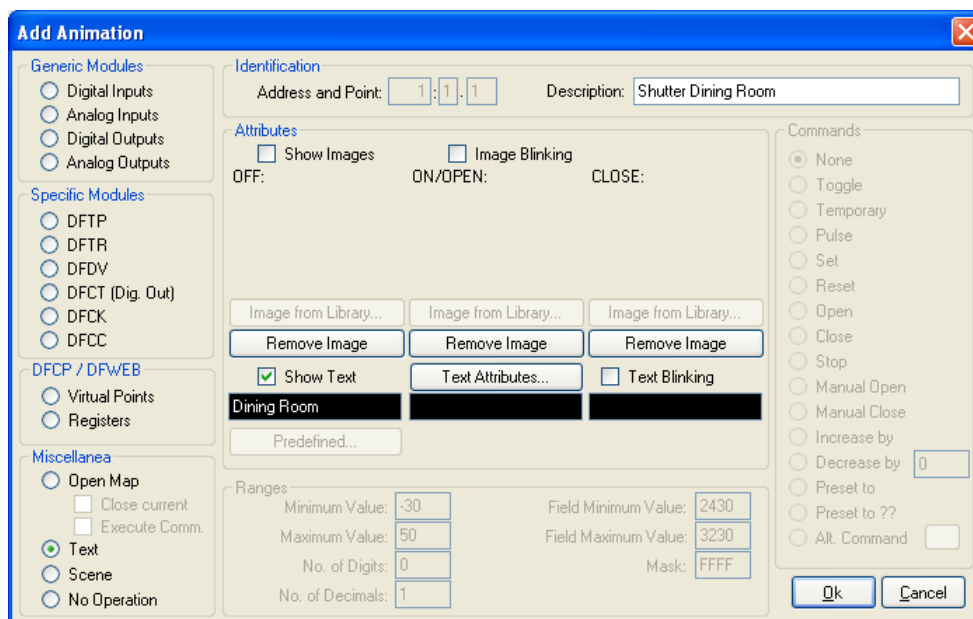 Add Animation
Generic Modules
Digital Inputs
Analog Inputs
Digital Outputs
Analog Outputs
Specific Modules
DFTP
DFTR
DFDV
DFCT (Dig. Out)
DFCK
DFCC
DFCP / DFWEB
Virtual Points
Registers
Miscellanea
Open Map
Close current
Execute Comm.
Text
Scene
No Operation
Identification
Address and Point: 1 : 1 . 1 Description: Shutter Dining Room
Attributes
Show Images Image Blinking
OFF: ON/OPEN: CLOSE:
Image from Library... Image from Library... Image from Library...
Remove Image Remove Image Remove Image
Show Text Text Attributes... Text Blinking
Dining Room
Predefined...
Ranges
Minimum Value: -30 Field Minimum Value: 2430
Maximum Value: 50 Field Maximum Value: 3230
No. of Digits: 0 Mask: FFFF
No. of Decimals: 1
Commands
None
Toggle
Temporary
Pulse
Set
Reset
Open
Close
Stop
Manual Open
Manual Close
Increase by
Decrease by 0
Preset to
Preset to ??
Alt. Command
Ok Cancel